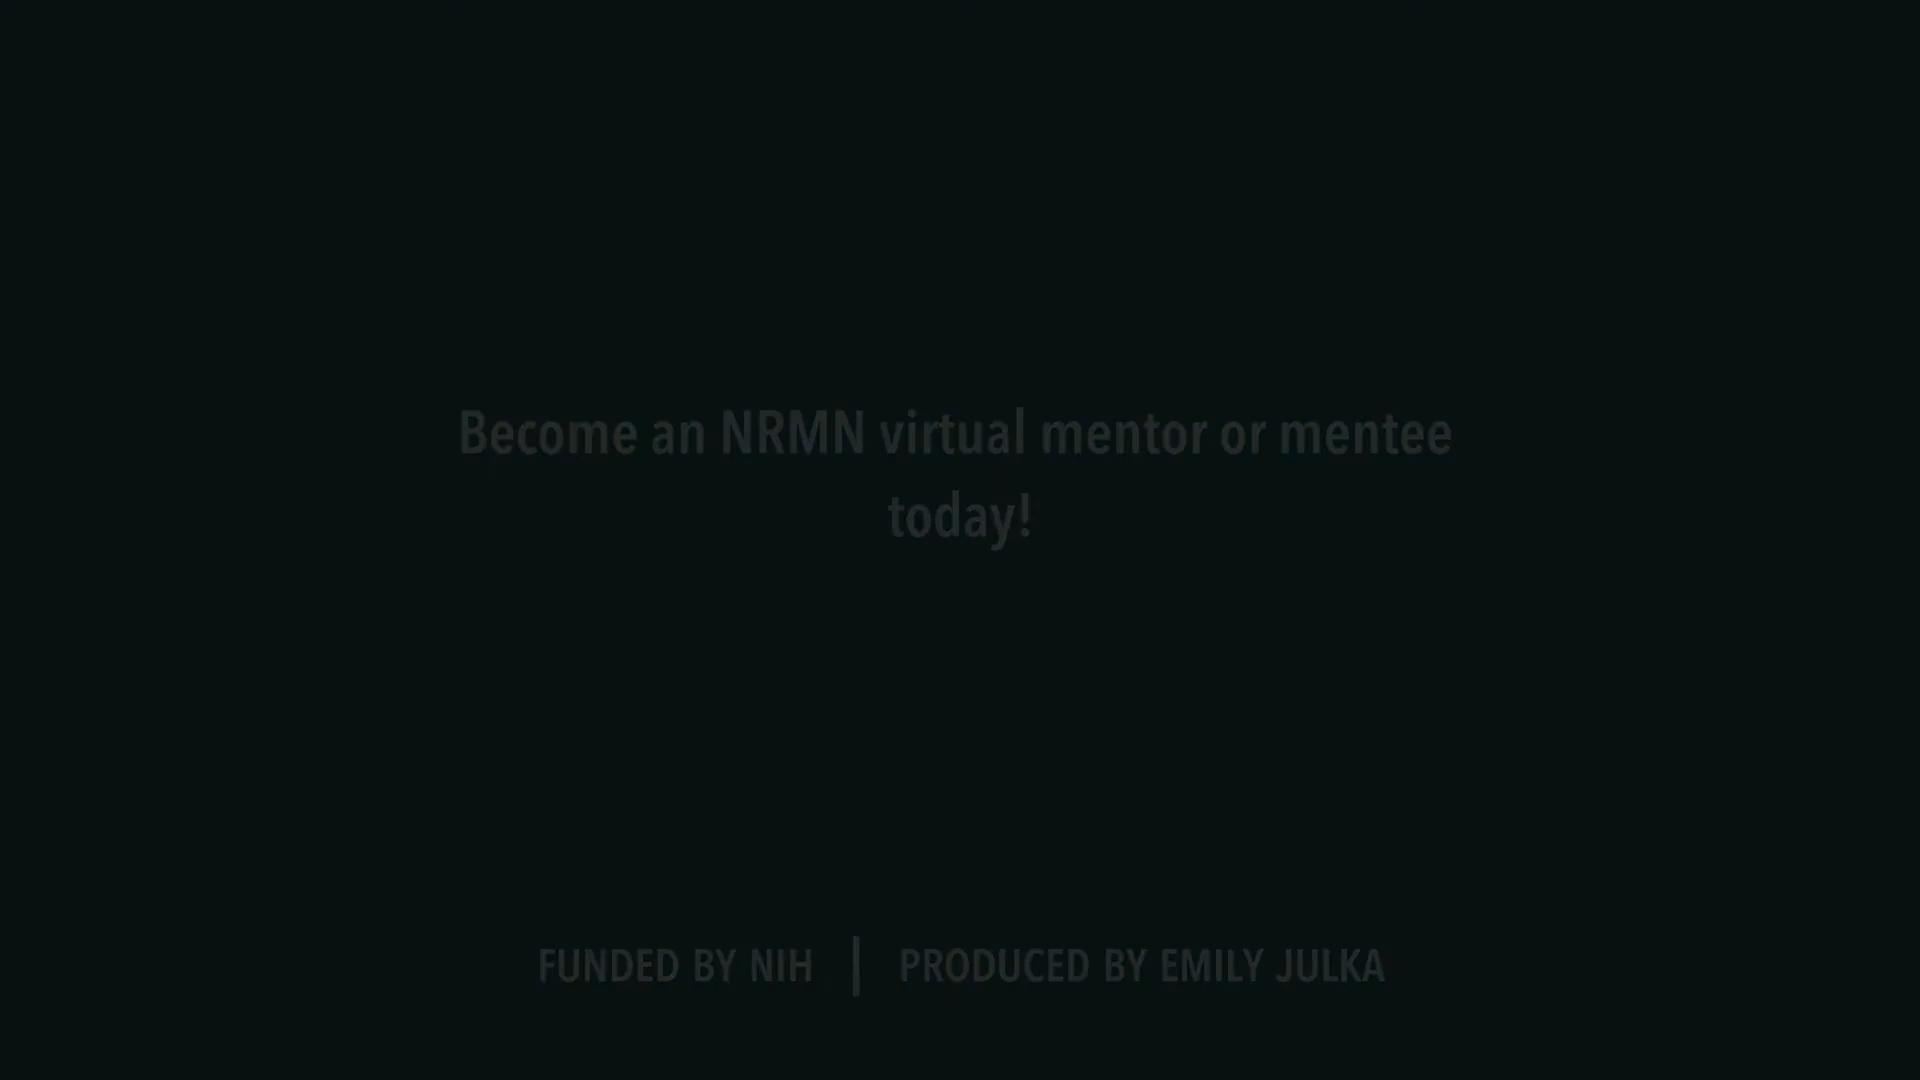 Become an NRMN virtual mentor or mentee
today!
FUNDED BY NIH | PRODUCED BY EMILY JULKA